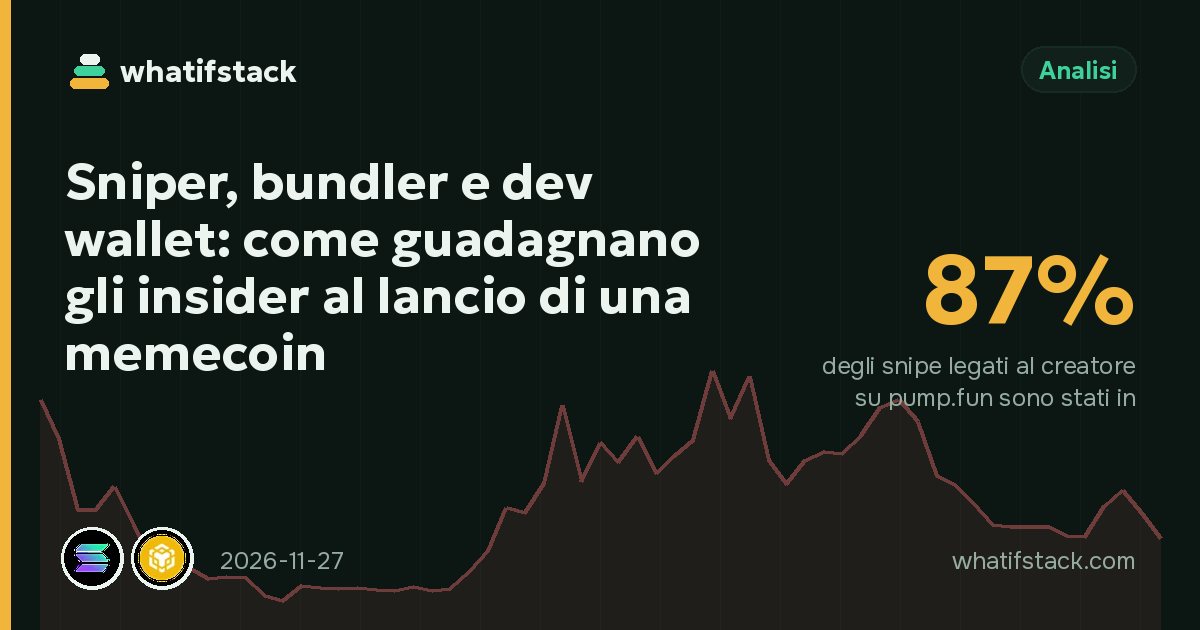 whatifstack
Analisi
Sniper, bundler e dev
wallet: come guadagnano
gli insider al lancio di una
memecoin
87%
degli snipe legati al creatore
su pump.fun sono stati in
2026-11-27
whatifstack.com